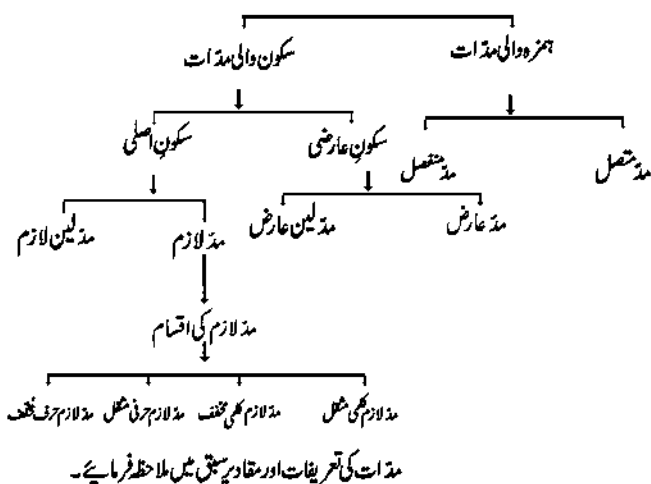 ہمزہ والی مدّات سکون والی مدّات
مدِّ متصل مدِّ منفصل سکونِ عارضی سکونِ اصلی
مدِّ عارض مدِّ لین عارض مدِّ لازم مدِّ لین لازم
مدِّ لازم کی اقسام
مدِّ لازم کلمی مثقل مدِّ لازم کلمی مخفف مدِّ لازم حرفی مثقل مدِّ لازم حرفی مخفف
مدّات کی تعریفات اور مقادیر سبق میں ملاحظہ فرمائیے۔